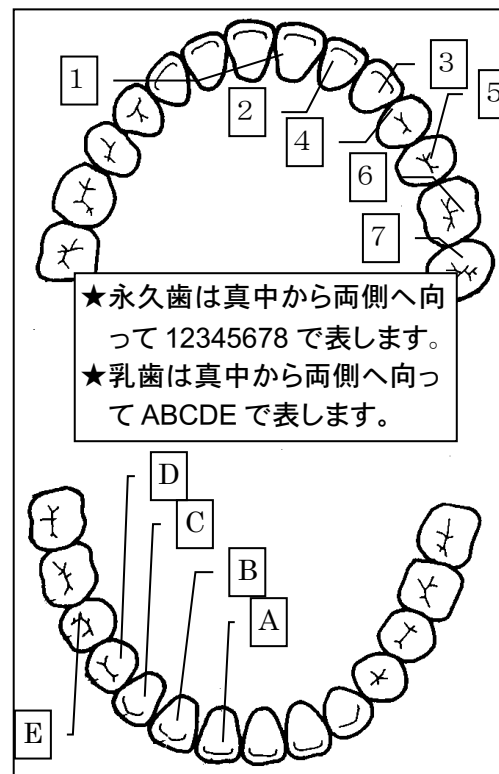 1
2
3
4
5
6
7
★永久歯は真中から両側へ向
って 12345678 で表します。
★乳歯は真中から両側へ向っ
て ABCDE で表します。
D
C
B
A
E